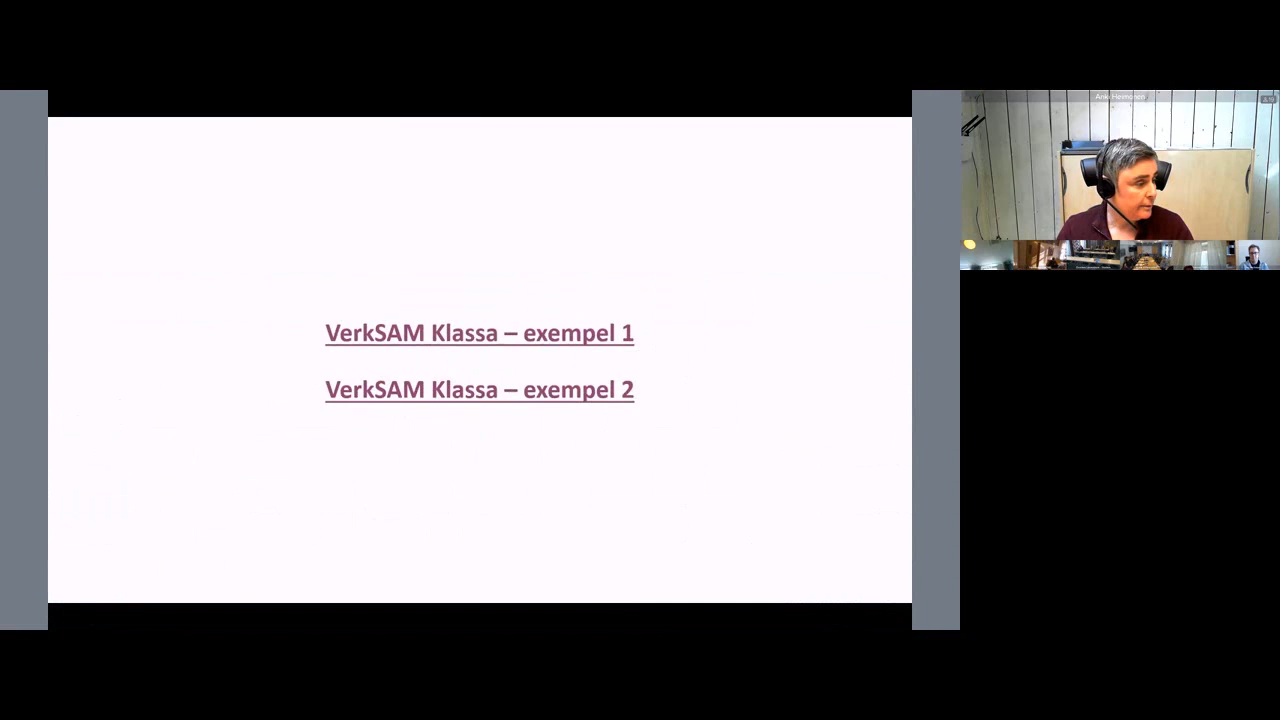 VerkSAM Klassa – exempel 1
VerkSAM Klassa – exempel 2